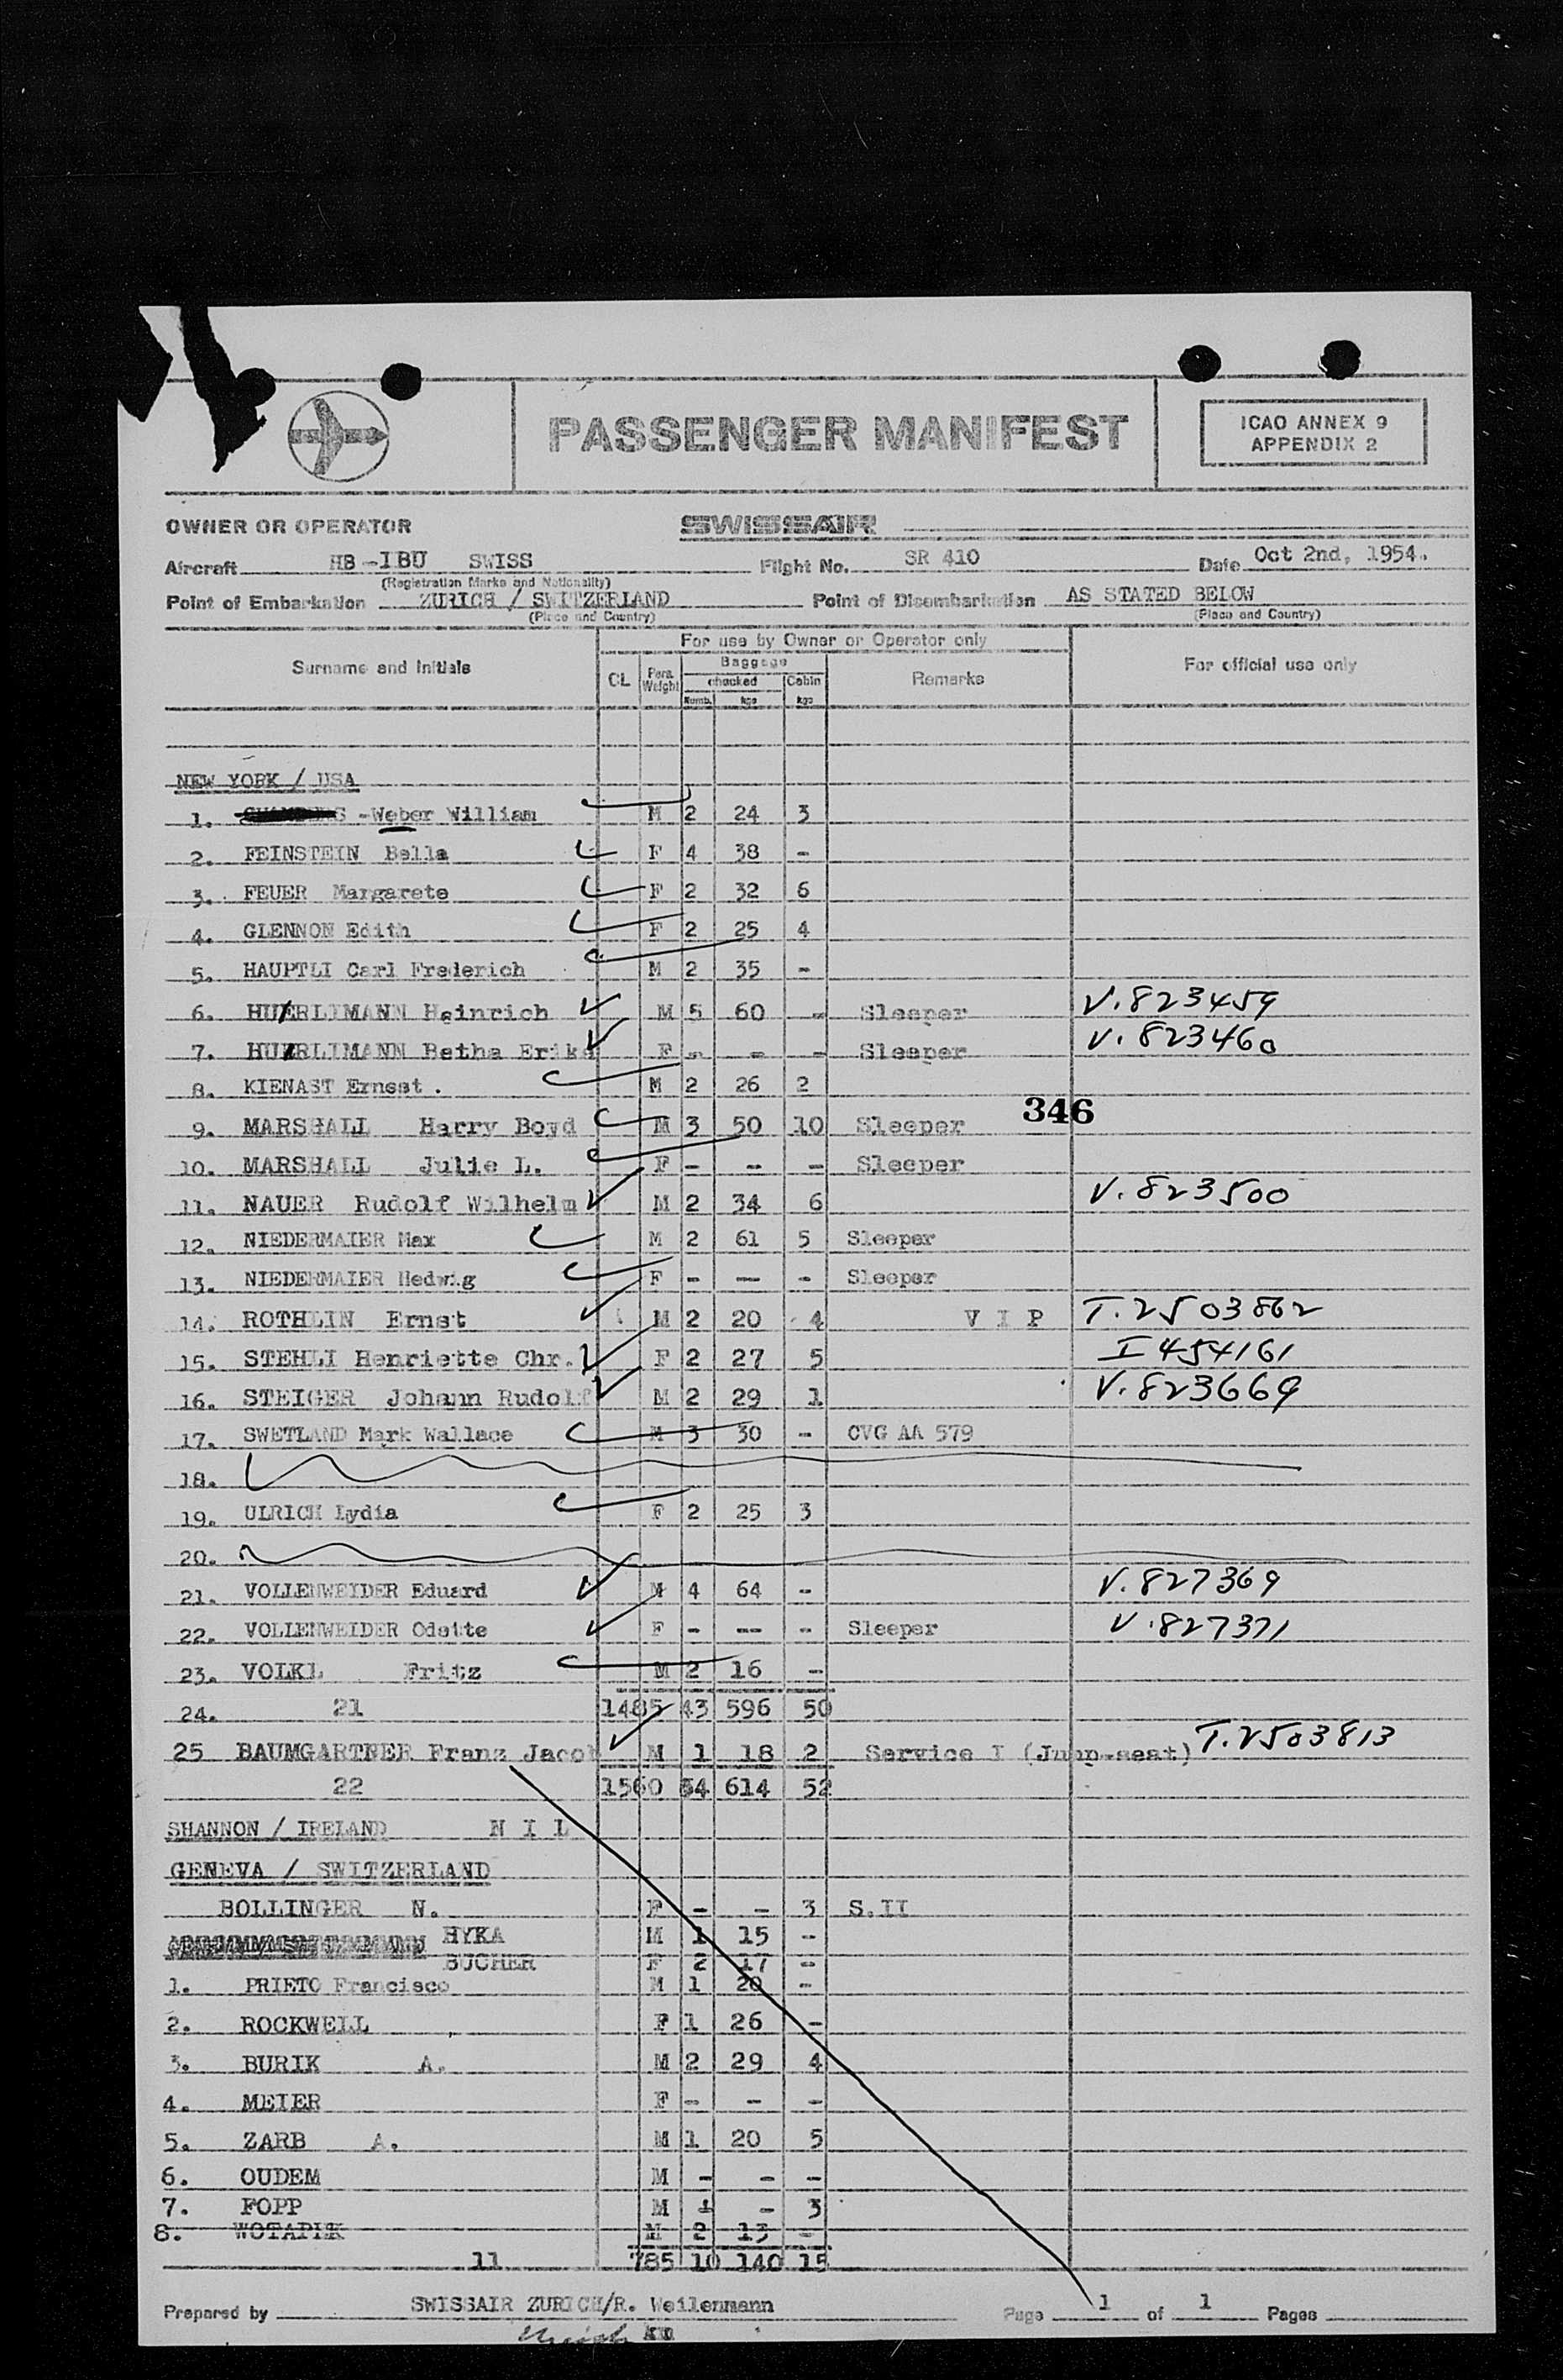 PASSENGER MANIFEST
ICAO ANNEX 9
APPENDIX 2
OWNER OR OPERATOR SWISSAIR
Aircraft HB-IBU SWISS Flight No. SR 410 Date Oct 2nd, 1954.
(Registration Marks and Nationality)
Point of Embarkation ZURICH / SWITZERLAND Point of Disembarkation AS STATED BELOW
(Place and Country) (Place and Country)
For use by Owner or Operator only
Surname and Initials CL Pers. Weight Baggage checked Numb. kgs Cabin kgs Remarks For official use only
NEW YORK / USA
1. -Weber William M 2 24 3
2. FEINSTEIN Bella F 4 38 -
3. FEUER Margarete F 2 32 6
4. GLENNON Edith F 2 25 4
5. HAUPTLI Carl Frederich M 2 35 -
6. HUERLIMANN Heinrich M 5 60 - Sleeper V.823459
7. HUERLIMANN Betha Erika F - - - Sleeper V.823460
8. KIENAST Ernest . M 2 26 2
346
9. MARSHALL Harry Boyd M 3 50 10 Sleeper
10. MARSHALL Julie L. F - -- - Sleeper
11. NAUER Rudolf Wilhelm M 2 34 6 V.823500
12. NIEDERMAIER Max M 2 61 5 Sleeper
13. NIEDERMAIER Hedwig F - -- - Sleeper
14. ROTHLIN Ernst M 2 20 4 V I P T.2503862
15. STEHLI Henriette Chr. F 2 27 5 I 454161
16. STEIGER Johann Rudolf M 2 29 1 V.823669
17. SWETLAND Mark Wallace M 3 30 - CVG AA 579
18.
19. ULRICH Lydia F 2 25 3
20.
21. VOLLENWEIDER Eduard M 4 64 - V.827369
22. VOLLENWEIDER Odette F - -- - Sleeper V.827371
23. VOLKL Fritz M 2 16 -
24. 21 1485 43 596 50
25 BAUMGARTNER Franz Jacob M 1 18 2 Service I (Jump-seat) T.2503813
22 1560 44 614 52
SHANNON / IRELAND N I L
GENEVA / SWITZERLAND
BOLLINGER N. F - - 3 S.II
HYKA M 1 15 -
BUCHER F 2 17 -
1. PRIETO Francisco M 1 20 -
2. ROCKWELL F 1 26 -
3. BURIK A. M 2 29 4
4. MEIER F - - -
5. ZARB A. M 1 20 5
6. OUDEM M - - -
7. FOPP M 1 - 3
8. WOTAPIK M 2 13 -
11 785 10 140 15
Prepared by SWISSAIR ZURICH/R. Weilenmann Page 1 of 1 Pages